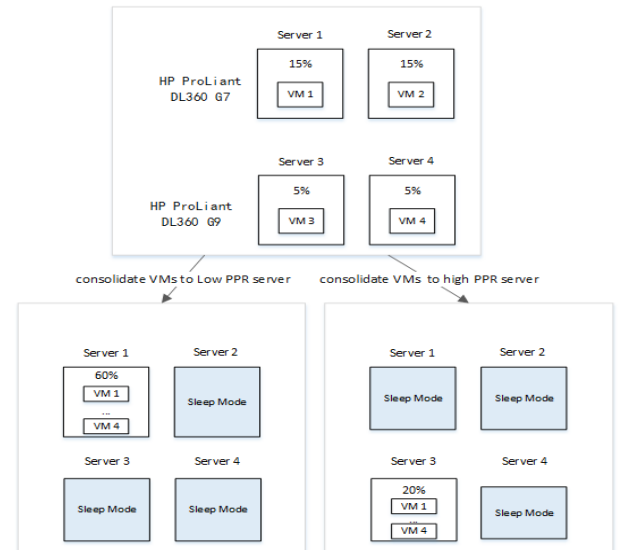 Server 1
Server 2
HP ProLiant
DL360 G7
15%
VM 1
15%
VM 2
Server 3
Server 4
HP ProLiant
DL360 G9
5%
VM 3
5%
VM 4
consolidate VMs to Low PPR server
consolidate VMs to high PPR server
Server 1
Server 2
60%
VM 1
...
VM 4
Sleep Mode
Server 3
Server 4
Sleep Mode
Sleep Mode
Server 1
Server 2
Sleep Mode
Sleep Mode
Server 3
Server 4
20%
VM 1
...
VM 4
Sleep Mode